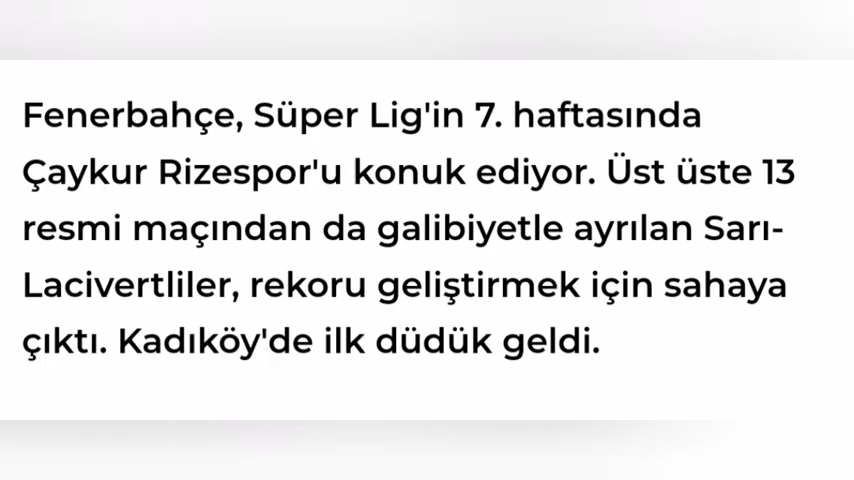 Fenerbahçe, Süper Lig'in 7. haftasında
Çaykur Rizespor'u konuk ediyor. Üst üste 13
resmi maçından da galibiyetle ayrılan Sarı-
Lacivertliler, rekoru geliştirmek için sahaya
çıktı. Kadıköy'de ilk düdük geldi.